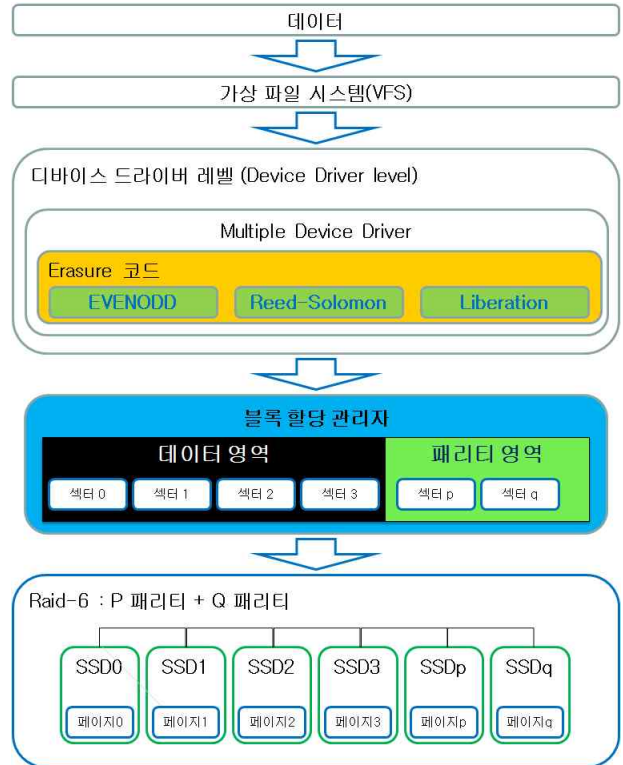 데이터
가상 파일 시스템(VFS)
디바이스 드라이버 레벨 (Device Driver level)
Multiple Device Driver
Erasure 코드
EVENODD Reed-Solomon Liberation
블록 할당 관리자
데이터 영역 패리티 영역
섹터 0 섹터 1 섹터 2 섹터 3 섹터 p 섹터 q
Raid-6 : P 패리티 + Q 패리티
SSD0 SSD1 SSD2 SSD3 SSDp SSDq
페이지0 페이지1 페이지2 페이지3 페이지p 페이지q